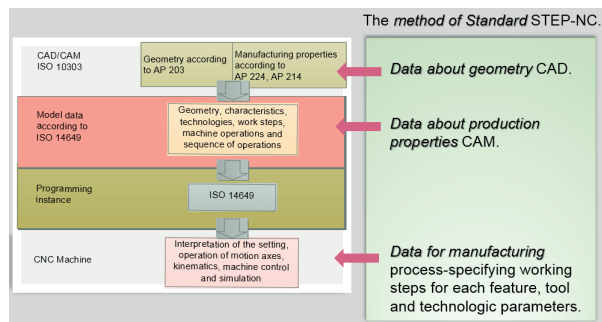 The method of Standard STEP-NC.
CAD/CAM
ISO 10303
Geometry according
to AP 203
Manufacturing properties
according to
AP 224, AP 214
Data about geometry CAD.
Model data
according to
ISO 14649
Geometry, characteristics,
technologies, work steps,
machine operations and
sequence of operations
Data about production
properties CAM.
Programming
instance
ISO 14649
CNC Machine
Interpretation of the setting,
operation of motion axes,
kinematics, machine control
and simulation
Data for manufacturing
process-specifying working
steps for each feature, tool
and technologic parameters.